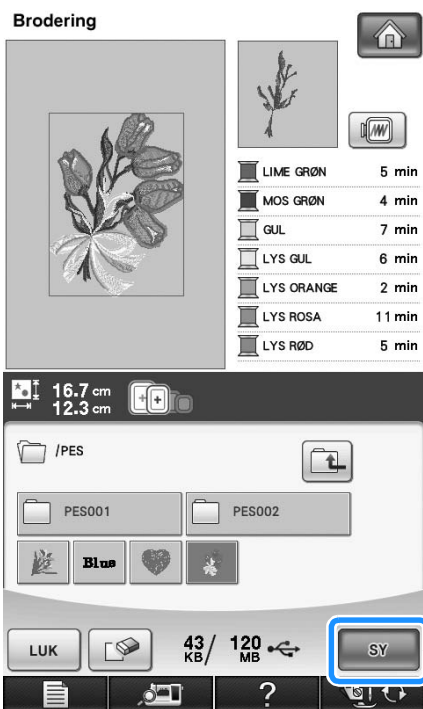 Brodering
LIME GRØN 5 min
MOS GRØN 4 min
GUL 7 min
LYS GUL 6 min
LYS ORANGE 2 min
LYS ROSA 11 min
LYS RØD 5 min
16.7 cm
12.3 cm
/PES
PES001 PES002
Blue
LUK 43 KB/ 120 MB SY
?